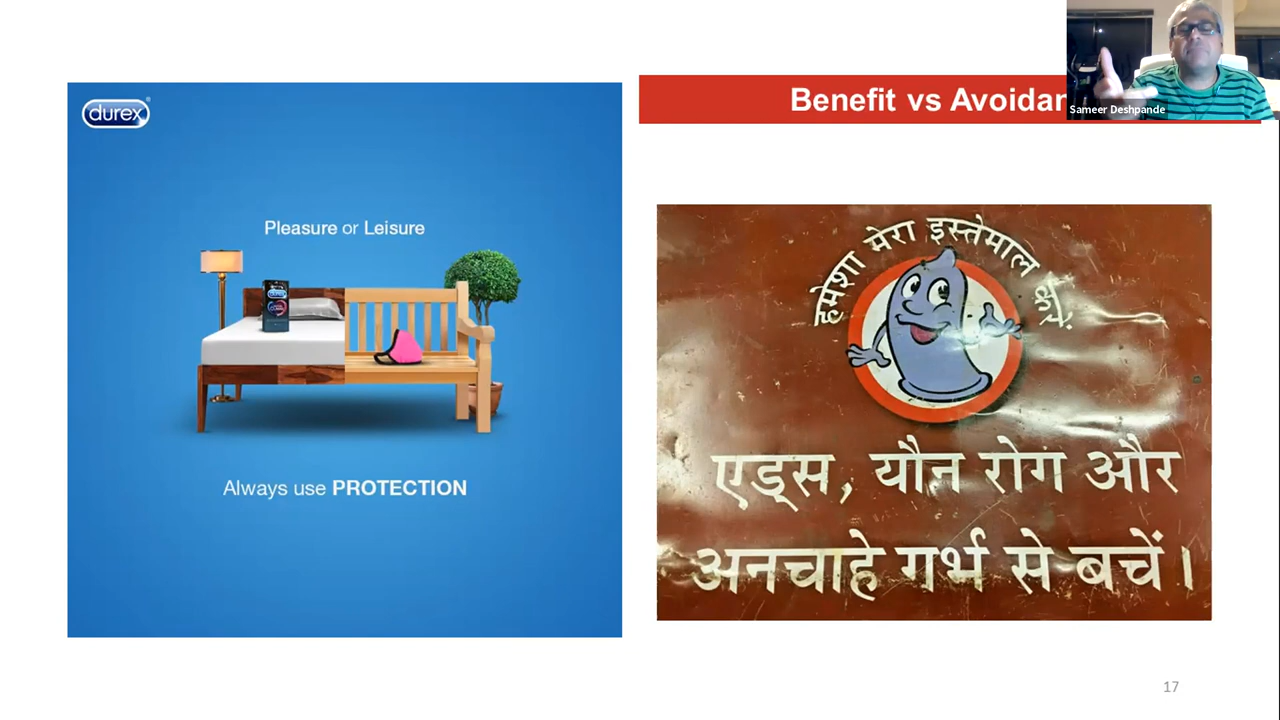 durex
Pleasure or Leisure
Always use PROTECTION
Benefit vs
Sameer Deshpande
हमेशा मेरा इस्तेमाल करें
एड्स, यौन रोग और
अनचाहे गर्भ से बचें।
17